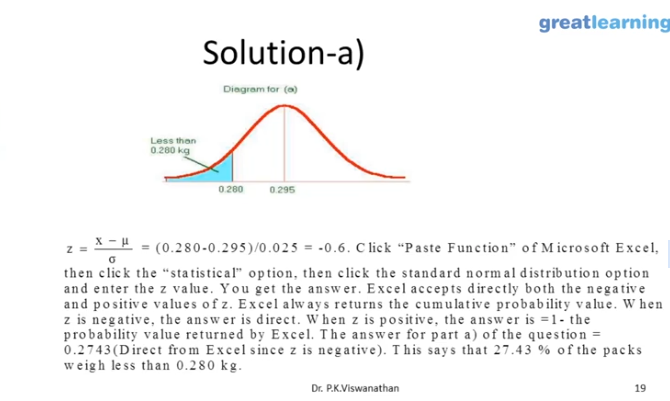 greatlearning
Solution-a)
Diagram for (a)
Less than
0.280 kg
0.280
0.295
z = x − μ / σ = (0.280-0.295)/0.025 = -0.6. Click “Paste Function” of Microsoft Excel,
then click the “statistical” option, then click the standard normal distribution option
and enter the z value. You get the answer. Excel accepts directly both the negative
and positive values of z. Excel always returns the cumulative probability value. When
z is negative, the answer is direct. When z is positive, the answer is =1- the
probability value returned by Excel. The answer for part a) of the question =
0.2743(Direct from Excel since z is negative). This says that 27.43 % of the packs
weigh less than 0.280 kg.
Dr. P.K.Viswanathan
19